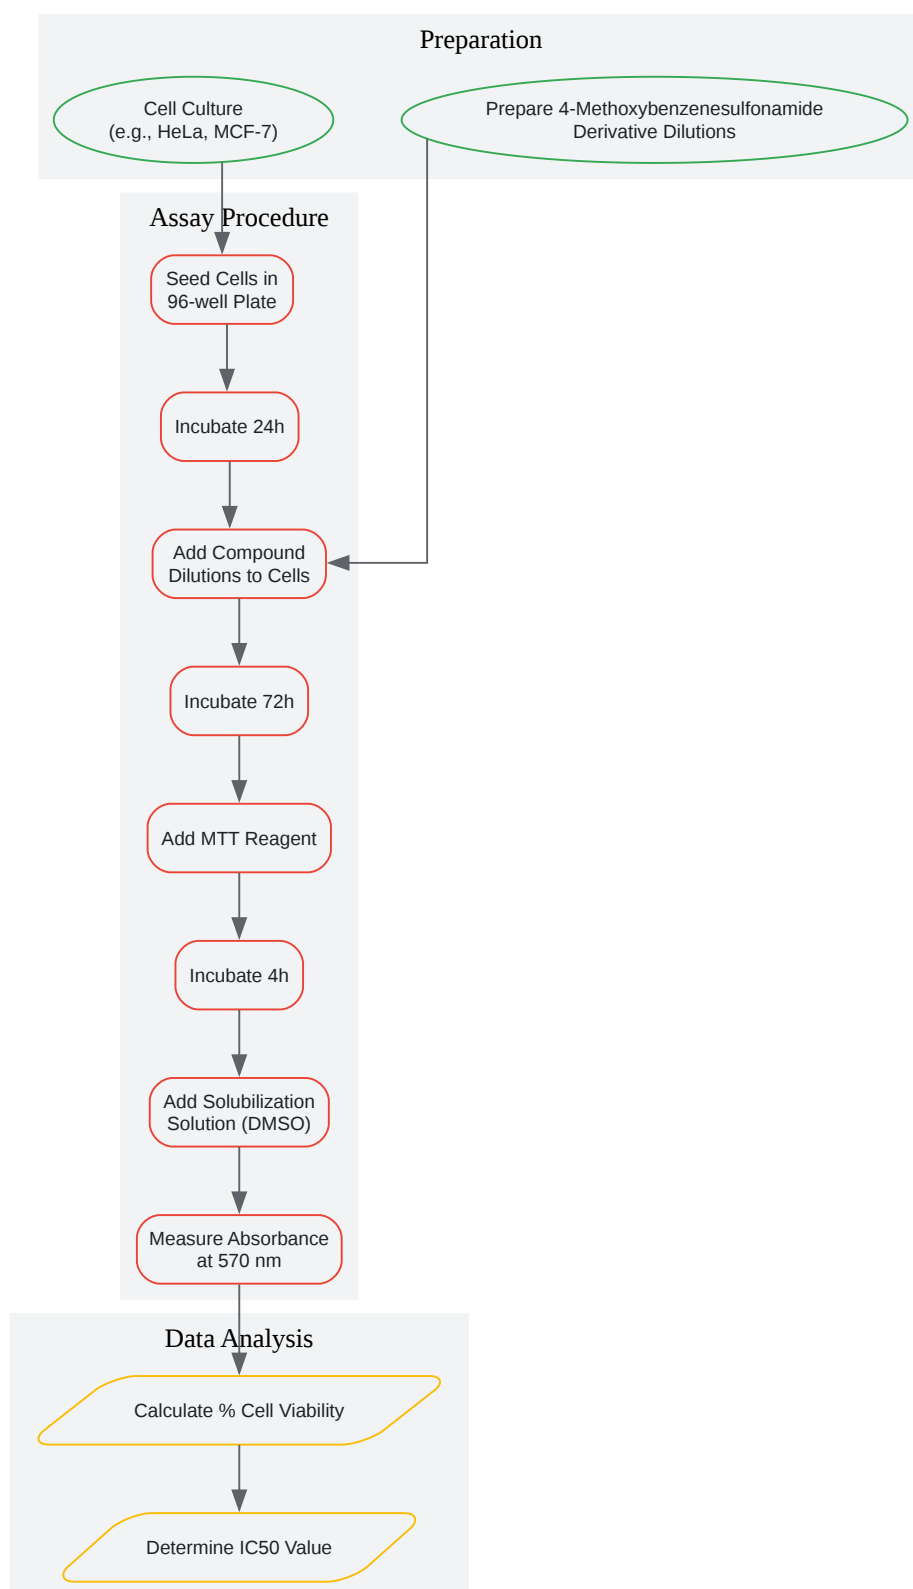 Preparation
Cell Culture
(e.g., HeLa, MCF-7)
Prepare 4-Methoxybenzenesulfonamide
Derivative Dilutions
Assay Procedure
Seed Cells in
96-well Plate
Incubate 24h
Add Compound
Dilutions to Cells
Incubate 72h
Add MTT Reagent
Incubate 4h
Add Solubilization
Solution (DMSO)
Measure Absorbance
at 570 nm
Data Analysis
Calculate % Cell Viability
Determine IC50 Value